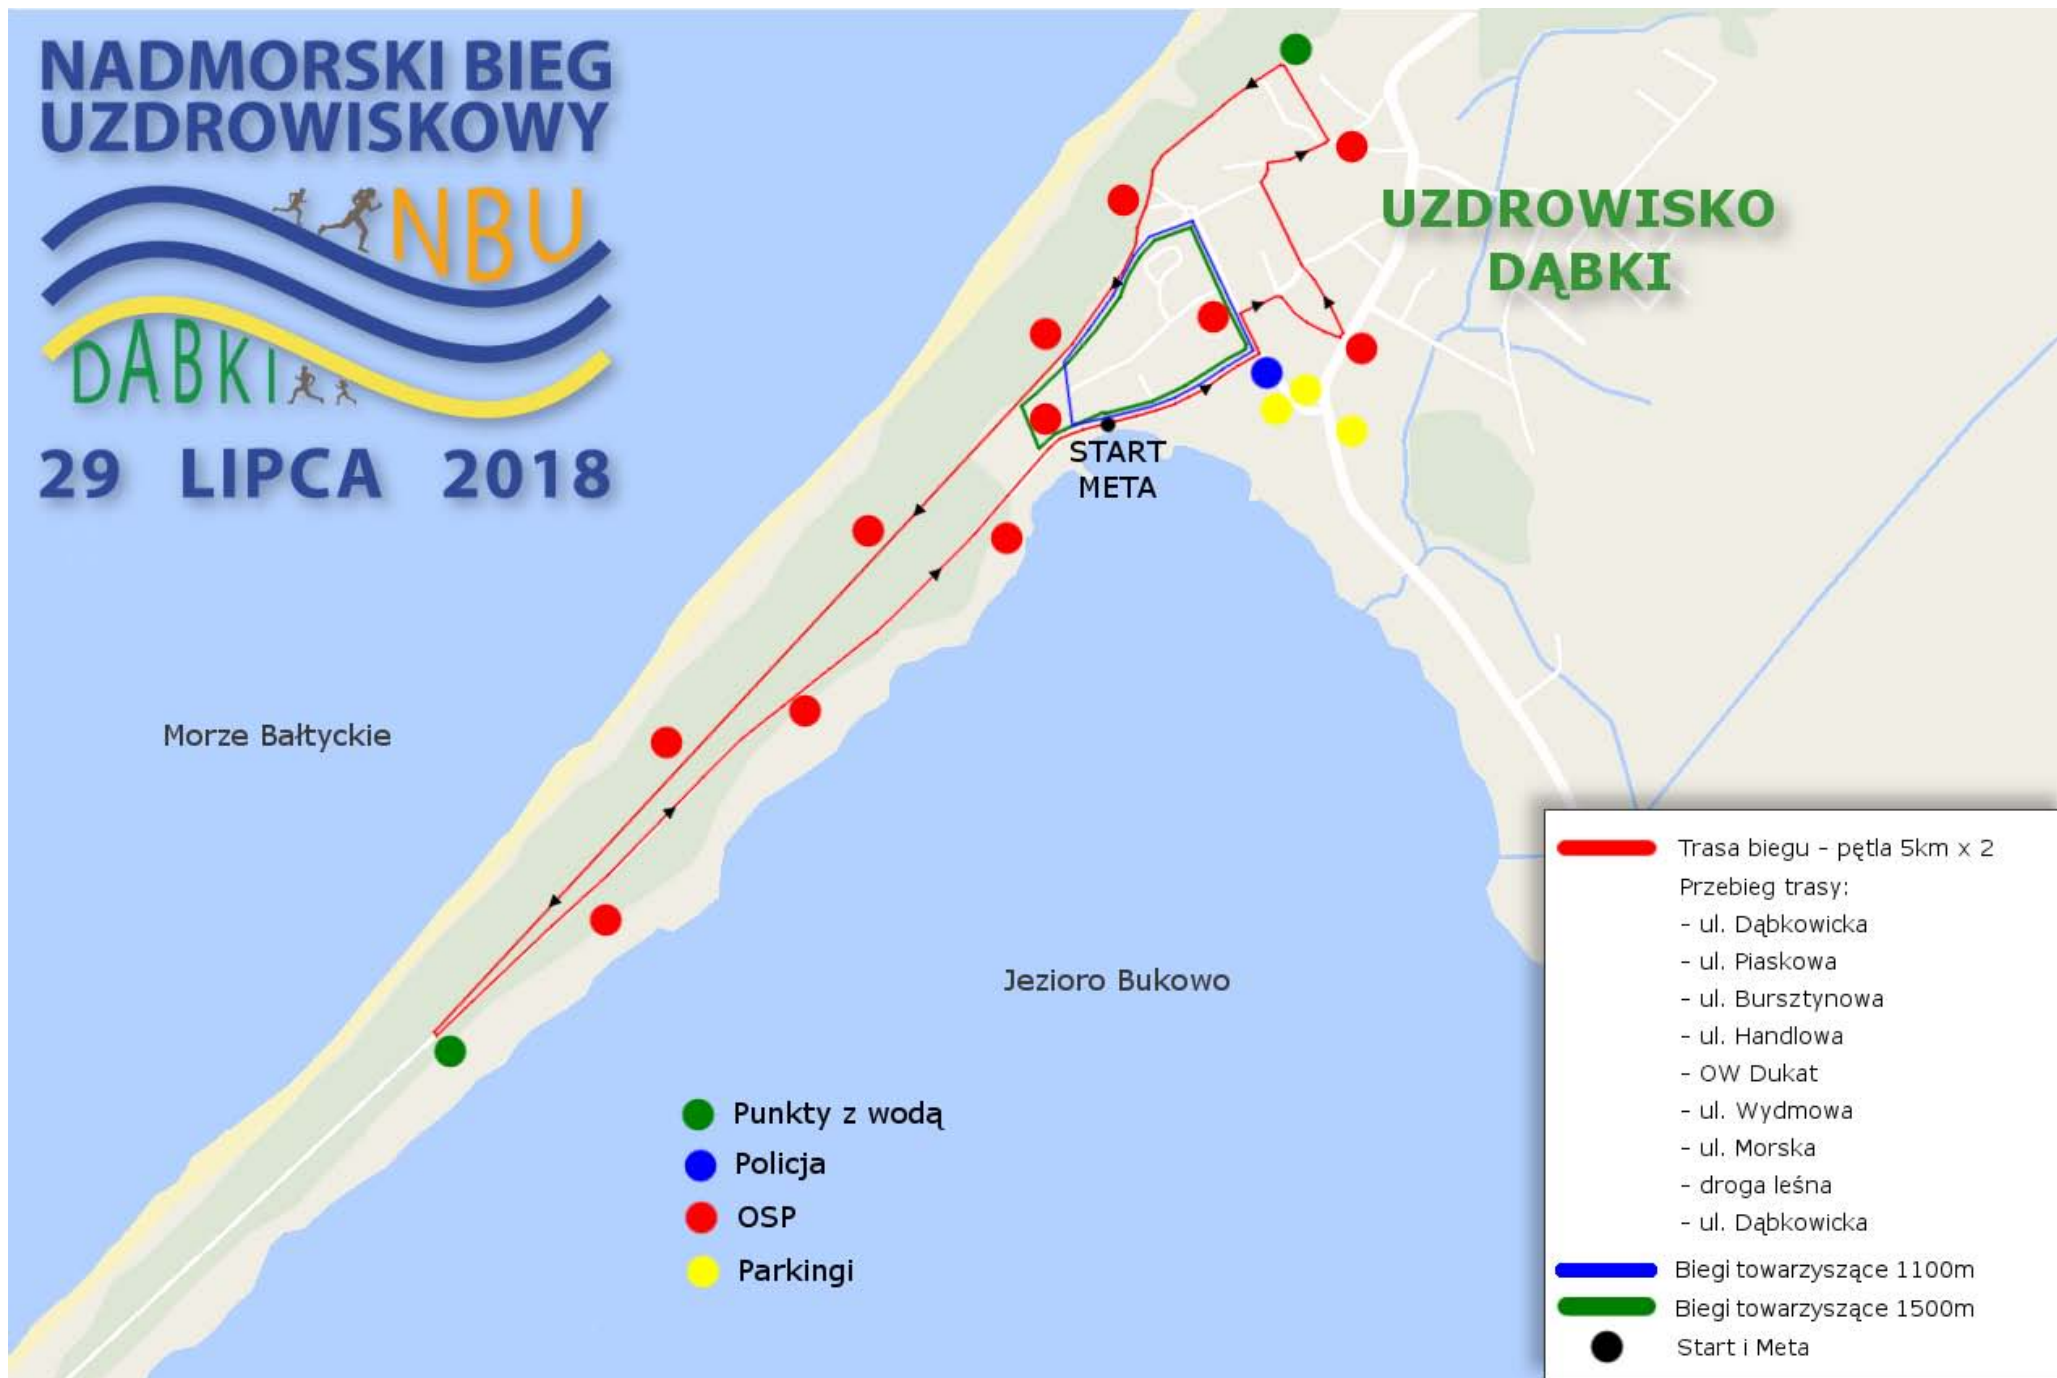 NADMORSKI BIEG
UZDROWISKOWY
NBU
DĄBKI
29 LIPCA 2018
UZDROWISKO
DĄBKI
START
META
Morze Bałtyckie
Jezioro Bukowo
Punkty z wodą
Policja
OSP
Parkingi
Trasa biegu - pętla 5km x 2
Przebieg trasy:
- ul. Dąbkowicka
- ul. Piaskowa
- ul. Bursztynowa
- ul. Handlowa
- OW Dukat
- ul. Wydmowa
- ul. Morska
- droga leśna
- ul. Dąbkowicka
Biegi towarzyszące 1100m
Biegi towarzyszące 1500m
Start i Meta